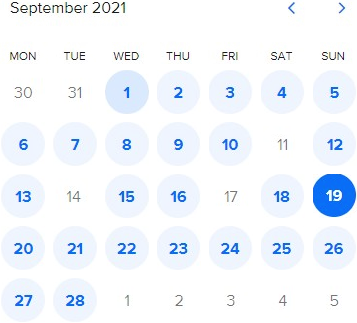 September 2021
MON TUE WED THU FRI SAT SUN
30 31 1 2 3 4 5
6 7 8 9 10 11 12
13 14 15 16 17 18 19
20 21 22 23 24 25 26
27 28 1 2 3 4 5